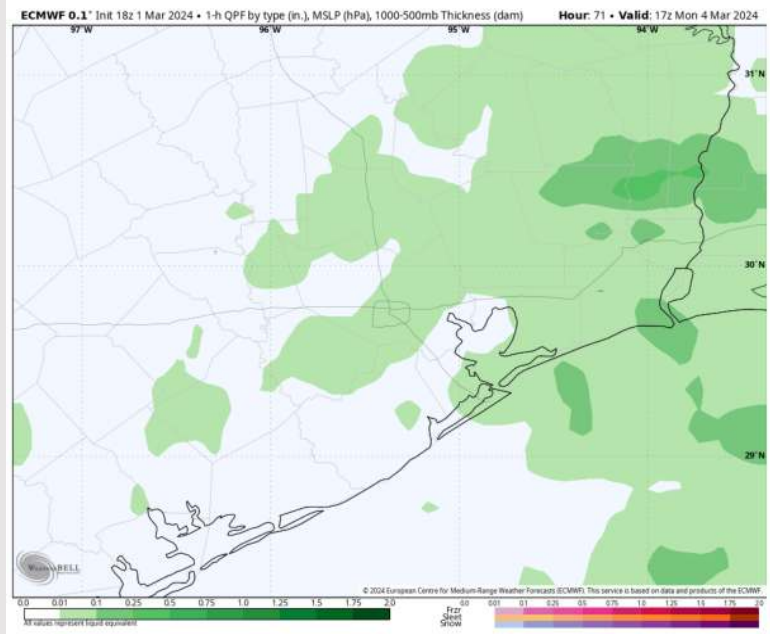 ECMWF 0.1° Init 18z 1 Mar 2024 • 1-h QPF by type (in.), MSLP (hPa), 1000-500mb Thickness (dam) Hour: 71 • Valid: 17z Mon 4 Mar 2024
97°W 96°W 95°W 94°W
31°N
30°N
29°N
WeatherBELL
© 2024 European Centre for Medium-Range Weather Forecasts (ECMWF). This service is based on data and products of the ECMWF.
0.0 0.01 0.1 0.25 0.5 0.75 1.0 1.25 1.5 1.75 2.0
All values represent liquid equivalent
0.0 0.01 0.1 0.25 0.5 0.75 1.0 1.25 1.5 1.75 2.0
Frzr
Sleet
Snow